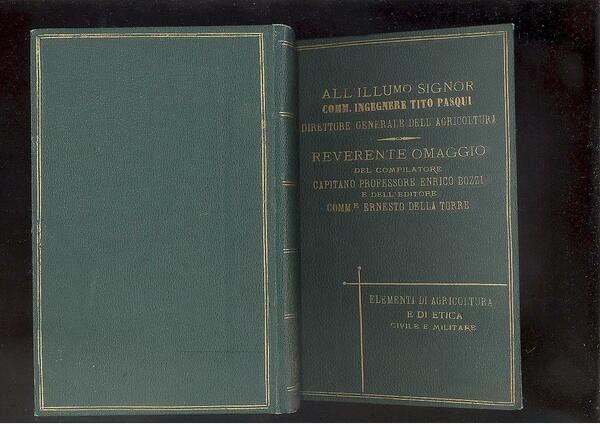 ALL'ILLUMO SIGNOR
COMM. INGEGNERE TITO PASQUI
DIRETTORE GENERALE DELL'AGRICOLTURA
REVERENTE OMAGGIO
DEL COMPILATORE
CAPITANO PROFESSORE ENRICO BOZZI
E DELL'EDITORE
COMME ERNESTO DELLA TORRE
ELEMENTI DI AGRICOLTURA
E DI ETICA
CIVILE E MILITARE